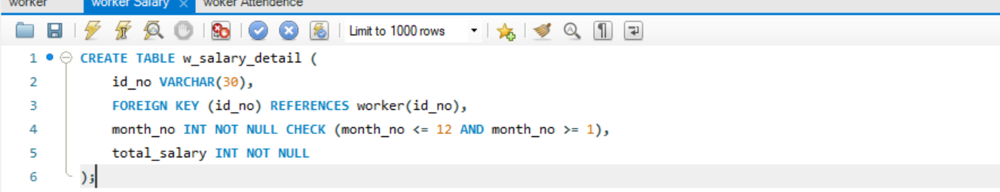 worker worker Salary × woker Attendence
Limit to 1000 rows
1 CREATE TABLE w_salary_detail (
2 id_no VARCHAR(30),
3 FOREIGN KEY (id_no) REFERENCES worker(id_no),
4 month_no INT NOT NULL CHECK (month_no <= 12 AND month_no >= 1),
5 total_salary INT NOT NULL
6 );